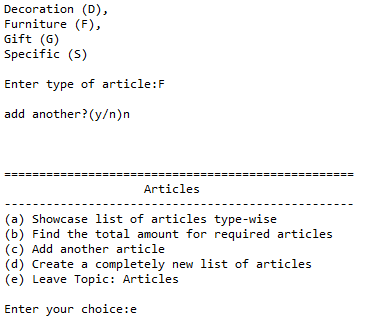 Decoration (D),
Furniture (F),
Gift (G)
Specific (S)
Enter type of article:F
add another?(y/n)n
==================================================
Articles
--------------------------------------------------
(a) Showcase list of articles type-wise
(b) Find the total amount for required articles
(c) Add another article
(d) Create a completely new list of articles
(e) Leave Topic: Articles
Enter your choice:e